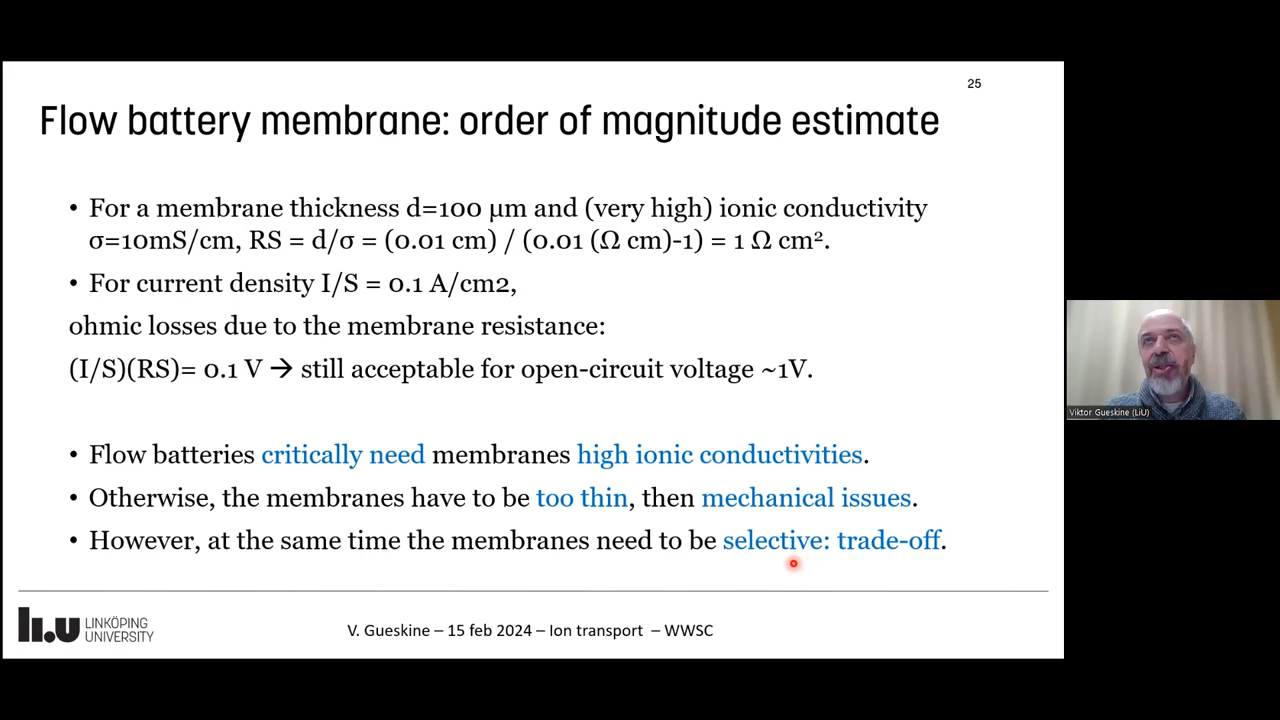 25
Flow battery membrane: order of magnitude estimate
• For a membrane thickness d=100 µm and (very high) ionic conductivity
σ=10mS/cm, RS = d/σ = (0.01 cm) / (0.01 (Ω cm)-1) = 1 Ω cm².
• For current density I/S = 0.1 A/cm2,
ohmic losses due to the membrane resistance:
(I/S)(RS)= 0.1 V → still acceptable for open-circuit voltage ~1V.
• Flow batteries critically need membranes high ionic conductivities.
• Otherwise, the membranes have to be too thin, then mechanical issues.
• However, at the same time the membranes need to be selective: trade-off.
li.u LINKÖPING
UNIVERSITY
V. Gueskine – 15 feb 2024 – Ion transport – WWSC
Viktor Gueskine (LiU)